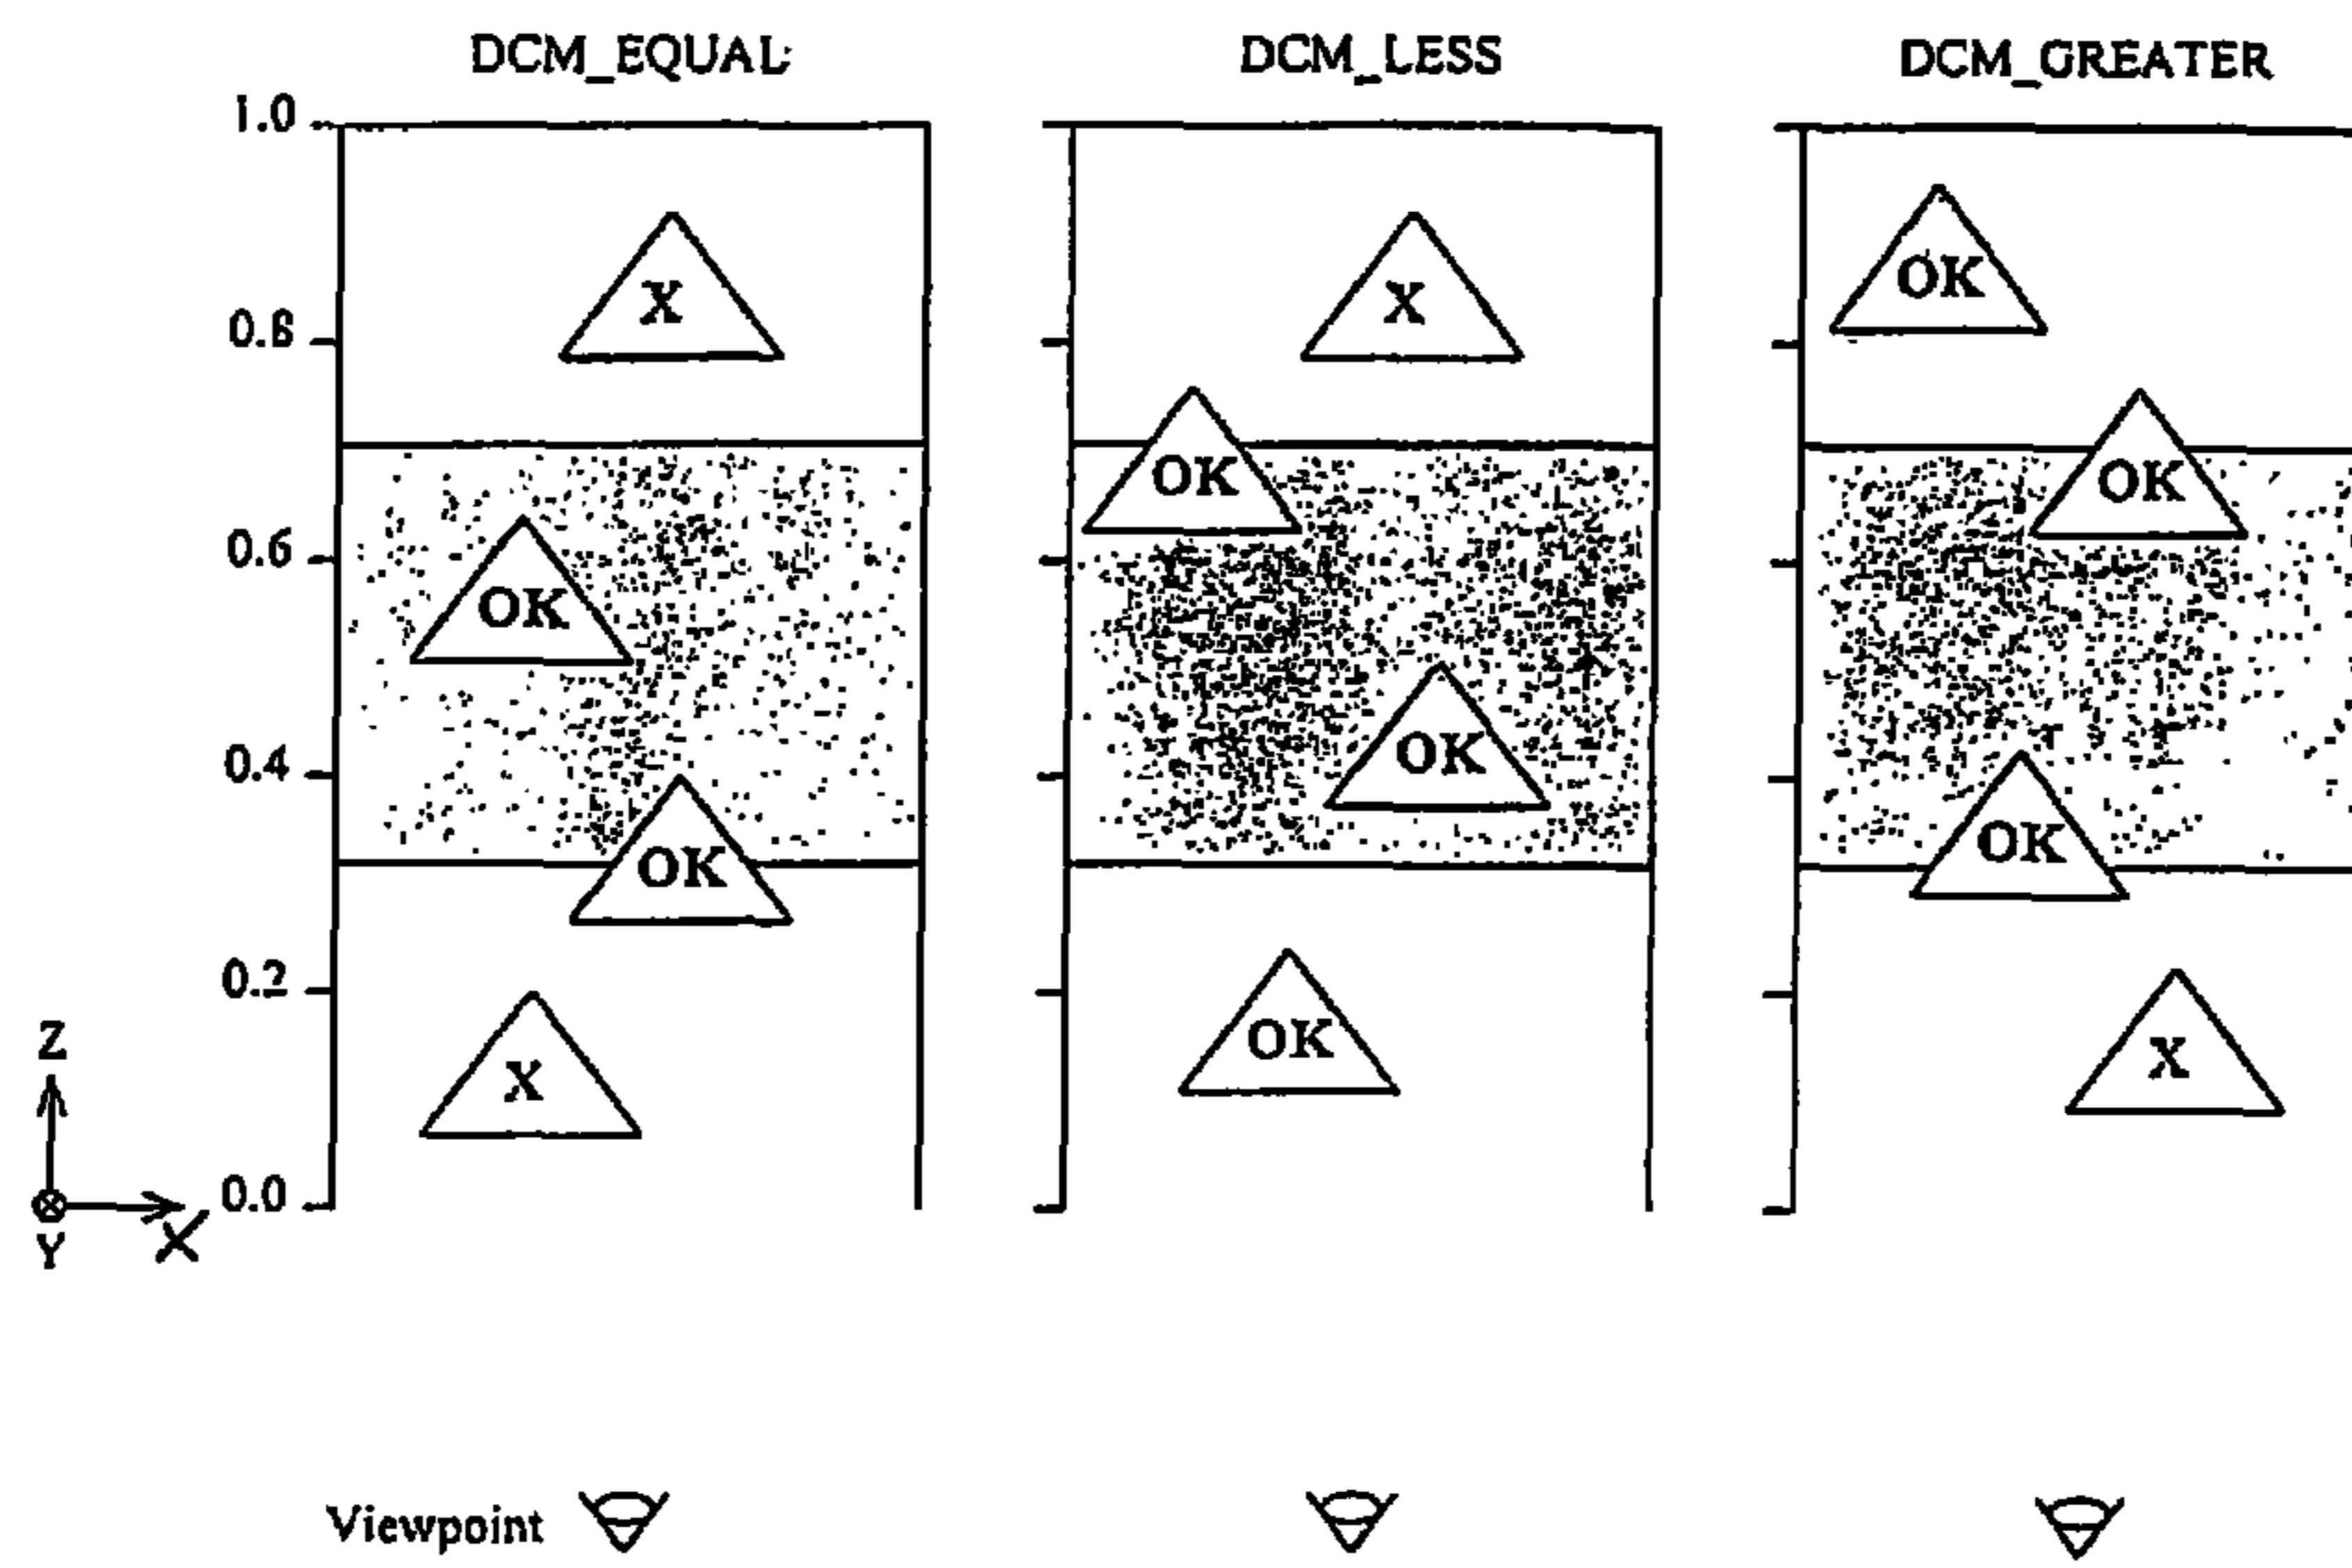 DCM_EQUAL DCM_LESS DCM_GREATER
1.0
OK
X X
0.8
OK OK
0.6
OK
0.4
OK
OK OK
0.2
OK
X X
Z
0.0
Y X
Viewpoint